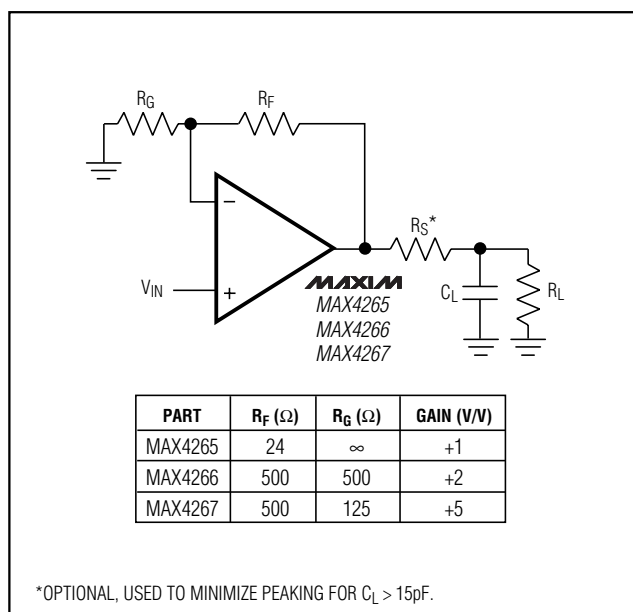 RG RF
−
RS*
VIN
+
MAXIM
MAX4265
MAX4266
MAX4267
CL RL
PART RF (Ω) RG (Ω) GAIN (V/V)
MAX4265 24 ∞ +1
MAX4266 500 500 +2
MAX4267 500 125 +5
*OPTIONAL, USED TO MINIMIZE PEAKING FOR CL > 15pF.